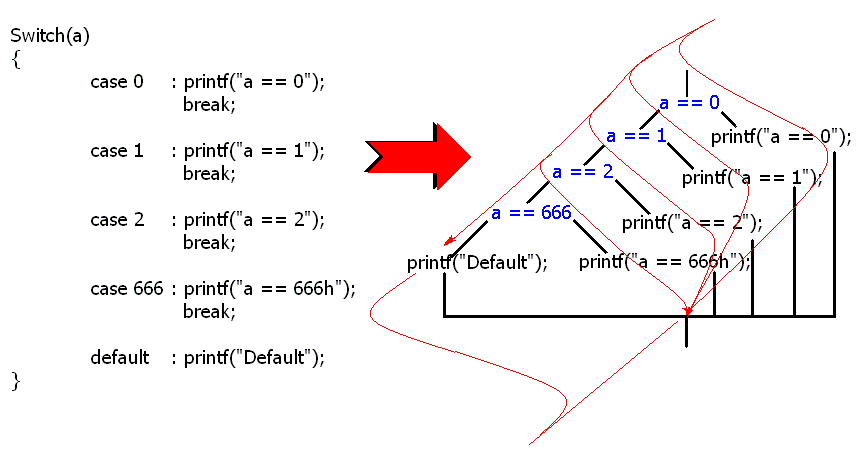 Switch(a)
{
case 0 : printf("a == 0");
break;
case 1 : printf("a == 1");
break;
case 2 : printf("a == 2");
break;
case 666 : printf("a == 666h");
break;
default : printf("Default");
}
a == 0
printf("a == 0");
a == 1
printf("a == 1");
a == 2
printf("a == 2");
a == 666
printf("a == 666h");
printf("Default");